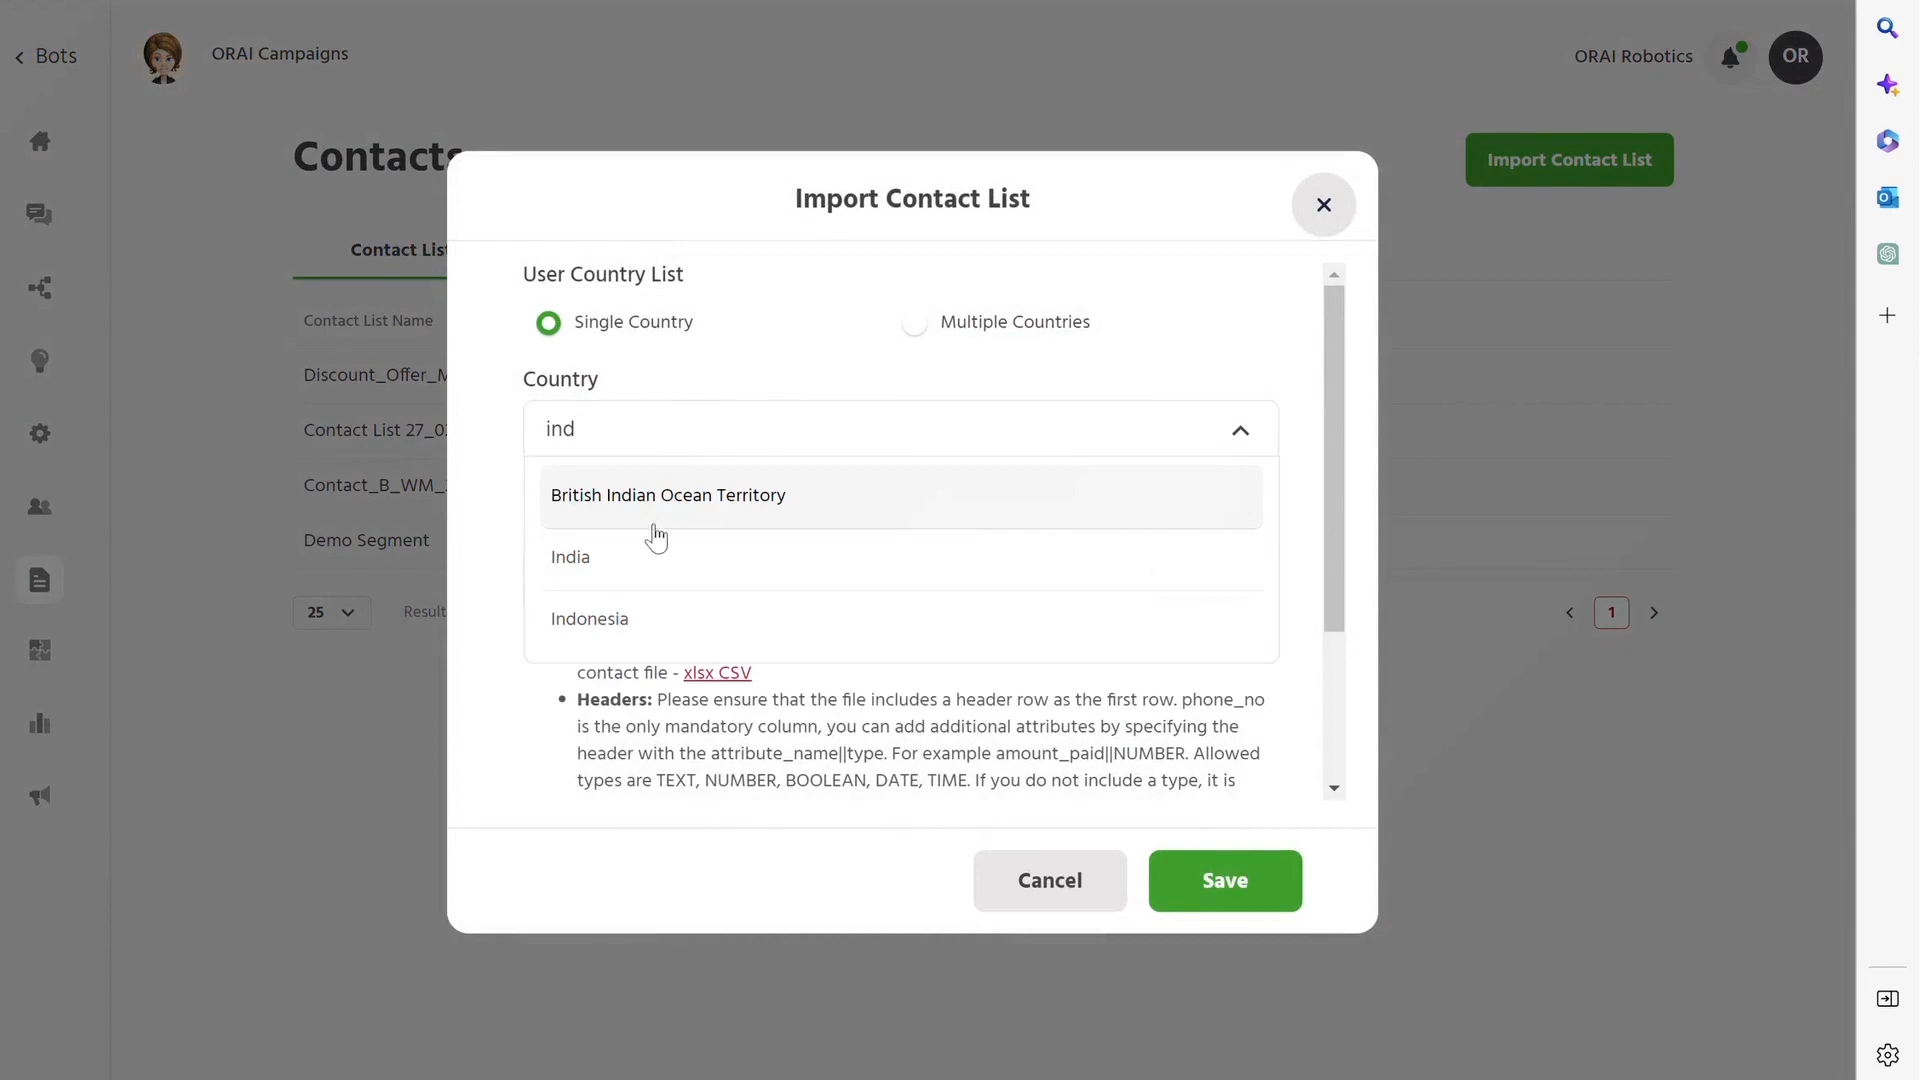 Bots
ORAI Campaigns
ORAI Robotics
OR
Contacts
Import Contact List
Contact List
Contact List Name
Discount_Offer_M
Contact List 27_0
Contact_B_WM_
Demo Segment
25
Result
1
Import Contact List
User Country List
Single Country
Multiple Countries
Country
ind
British Indian Ocean Territory
India
Indonesia
contact file - xlsx CSV
• Headers: Please ensure that the file includes a header row as the first row. phone_no
is the only mandatory column, you can add additional attributes by specifying the
header with the attribute_name||type. For example amount_paid||NUMBER. Allowed
types are TEXT, NUMBER, BOOLEAN, DATE, TIME. If you do not include a type, it is
Cancel
Save